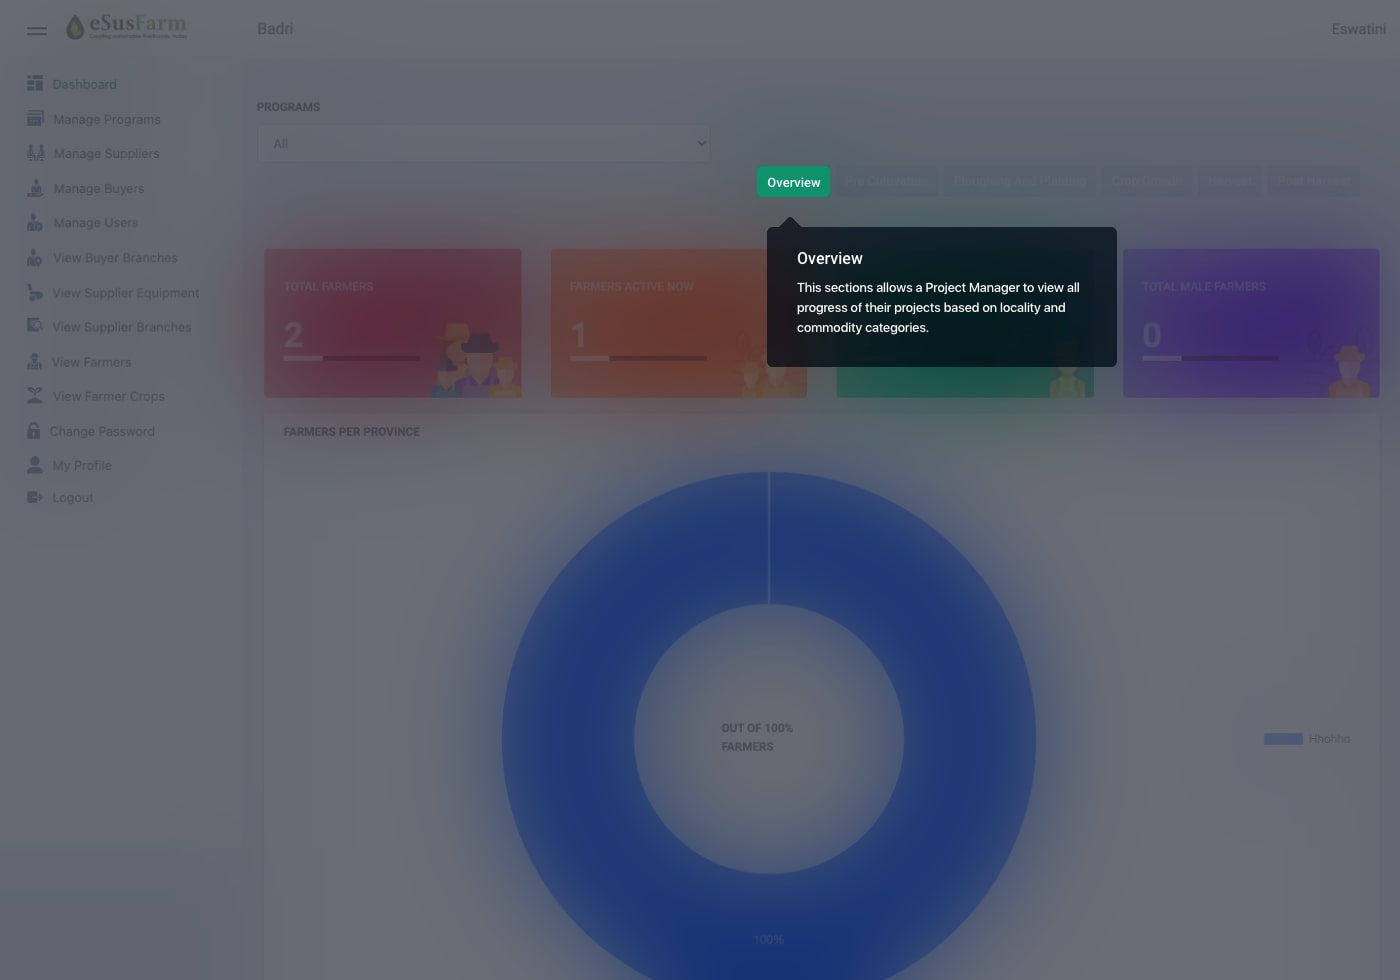 eSusFarm
Badri
Eswatini
Dashboard
Manage Programs
Manage Suppliers
Manage Buyers
Manage Users
View Buyer Branches
View Supplier Equipment
View Supplier Branches
View Farmers
View Farmer Crops
Change Password
My Profile
Logout
PROGRAMS
All
Overview
Pre Cultivation
Ploughing And Planting
Crop Growth
Harvest
Post Harvest
Overview
This sections allows a Project Manager to view all
progress of their projects based on locality and
commodity categories.
TOTAL FARMERS
2
FARMERS ACTIVE NOW
1
TOTAL MALE FARMERS
0
FARMERS PER PROVINCE
OUT OF 100%
FARMERS
100%
Hhohho